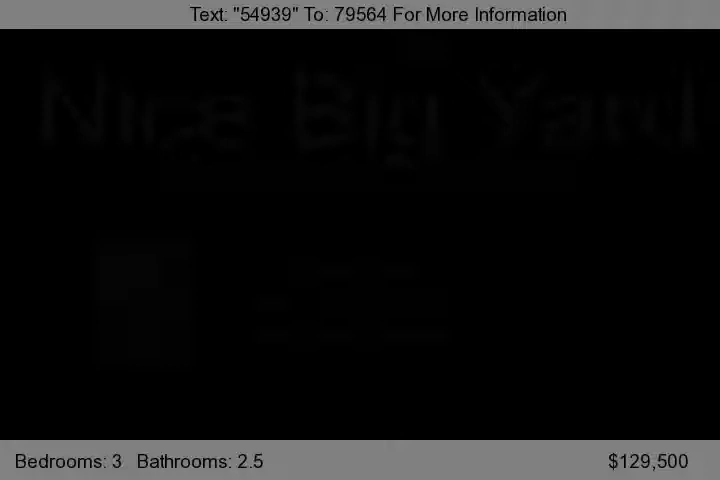 Text: "54939" To: 79564 For More Information
Nice Big Yard
Bedrooms: 3 Bathrooms: 2.5
$129,500